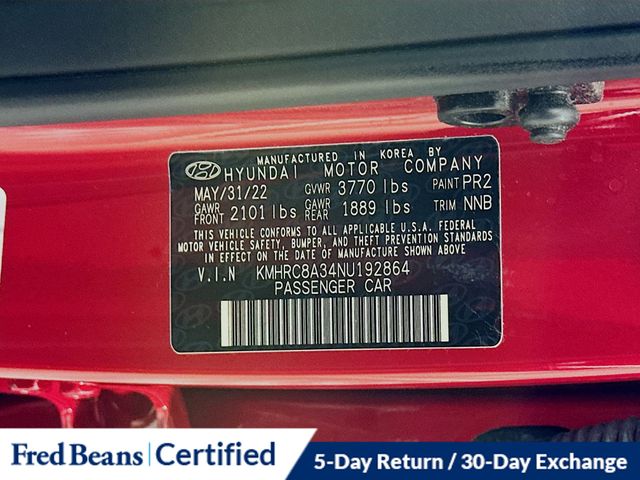 MANUFACTURED IN KOREA BY
HYUNDAI MOTOR COMPANY
MAY/31/22 GVWR 3770 lbs PAINT PR2
GAWR FRONT 2101 lbs GAWR REAR 1889 lbs TRIM NNB
THIS VEHICLE CONFORMS TO ALL APPLICABLE U.S.A. FEDERAL
MOTOR VEHICLE SAFETY, BUMPER, AND THEFT PREVENTION STANDARDS
IN EFFECT ON THE DATE OF MANUFACTURE SHOWN ABOVE
V.I.N KMHRC8A34NU192864
PASSENGER CAR
Fred Beans Certified
5-Day Return / 30-Day Exchange